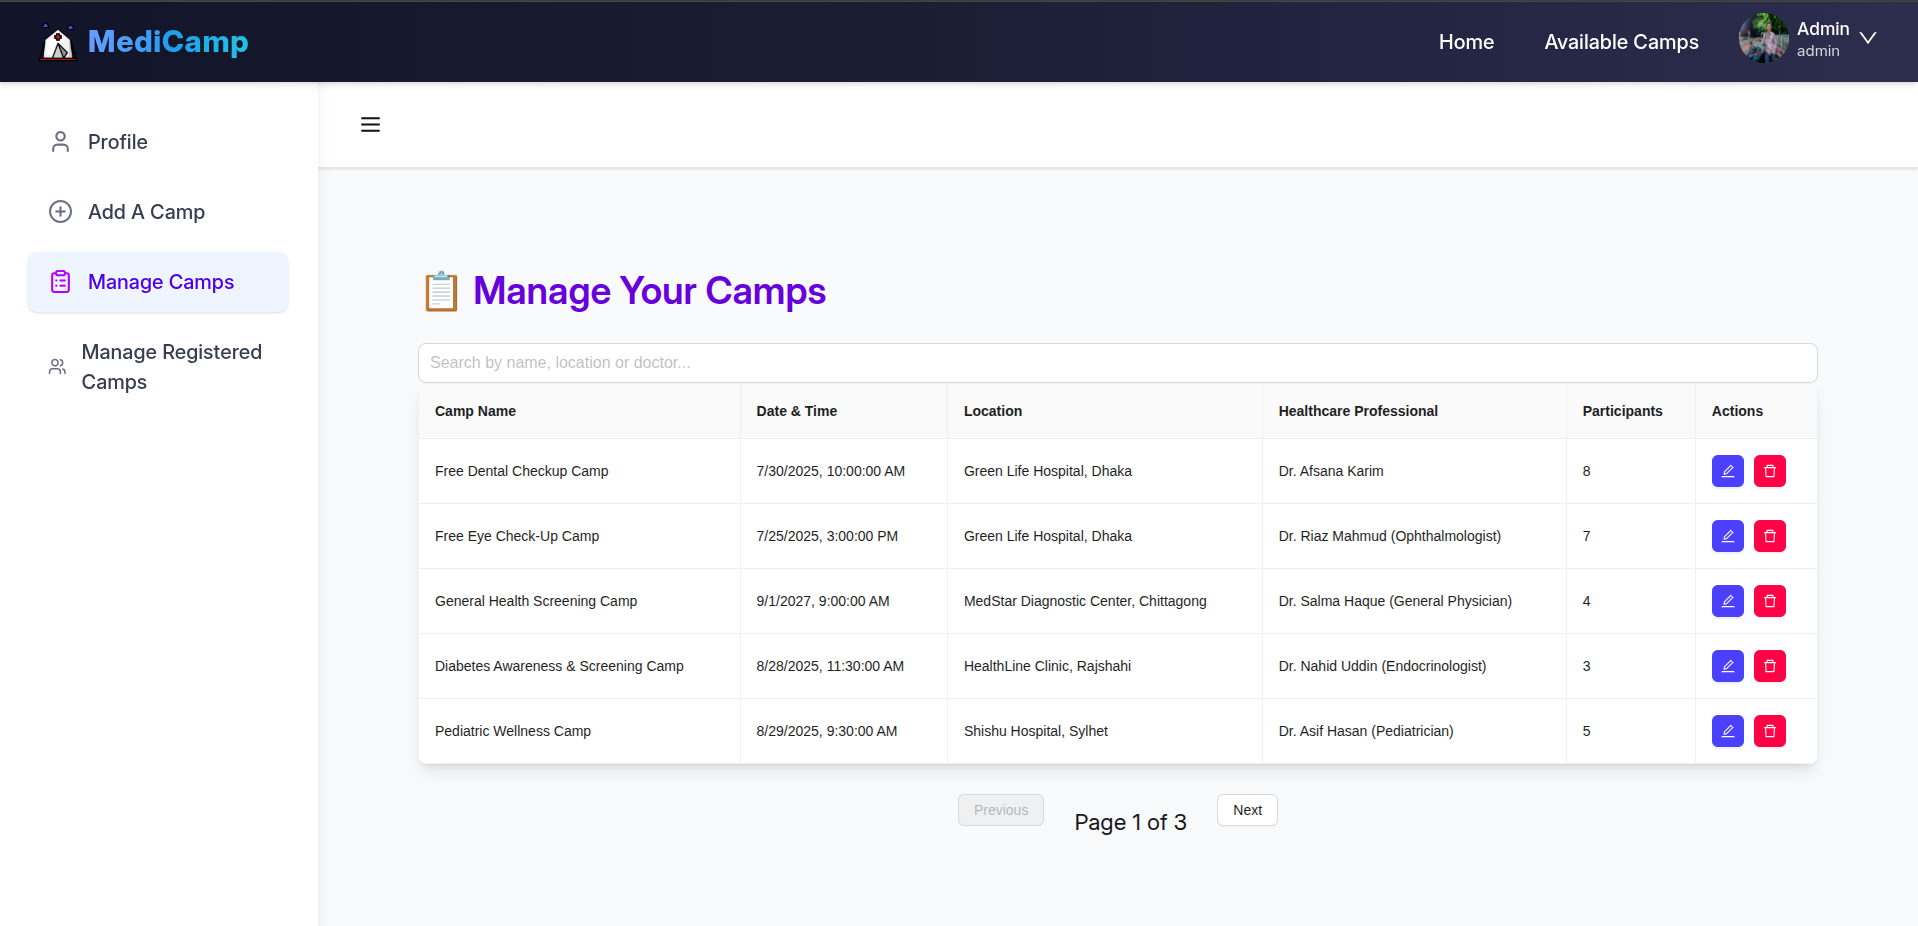 MediCamp
Home
Available Camps
Admin
admin
Profile
Add A Camp
Manage Camps
Manage Registered
Camps
Manage Your Camps
Search by name, location or doctor...
Camp Name Date & Time Location Healthcare Professional Participants Actions
Free Dental Checkup Camp 7/30/2025, 10:00:00 AM Green Life Hospital, Dhaka Dr. Afsana Karim 8
Free Eye Check-Up Camp 7/25/2025, 3:00:00 PM Green Life Hospital, Dhaka Dr. Riaz Mahmud (Ophthalmologist) 7
General Health Screening Camp 9/1/2027, 9:00:00 AM MedStar Diagnostic Center, Chittagong Dr. Salma Haque (General Physician) 4
Diabetes Awareness & Screening Camp 8/28/2025, 11:30:00 AM HealthLine Clinic, Rajshahi Dr. Nahid Uddin (Endocrinologist) 3
Pediatric Wellness Camp 8/29/2025, 9:30:00 AM Shishu Hospital, Sylhet Dr. Asif Hasan (Pediatrician) 5
Previous
Page 1 of 3
Next